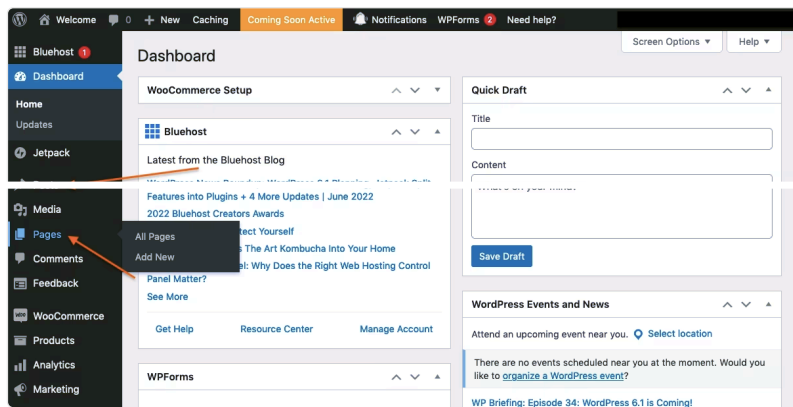 Welcome 0 + New Caching Coming Soon Active Notifications WPForms 2 Need help?
Screen Options ▼ Help ▼
Bluehost 1
Dashboard
Home
Updates
Jetpack
Media
Pages
All Pages
Add New
Comments
Feedback
WooCommerce
Products
Analytics
Marketing
Dashboard
WooCommerce Setup
Bluehost
Latest from the Bluehost Blog
Features into Plugins + 4 More Updates | June 2022
2022 Bluehost Creators Awards
tect Yourself
s The Art Kombucha Into Your Home
el: Why Does the Right Web Hosting Control
Panel Matter?
See More
Get Help Resource Center Manage Account
WPForms
Quick Draft
Title
Content
What's on your mind?
Save Draft
WordPress Events and News
Attend an upcoming event near you. Select location
There are no events scheduled near you at the moment. Would you
like to organize a WordPress event?
WP Briefing: Episode 34: WordPress 6.1 is Coming!